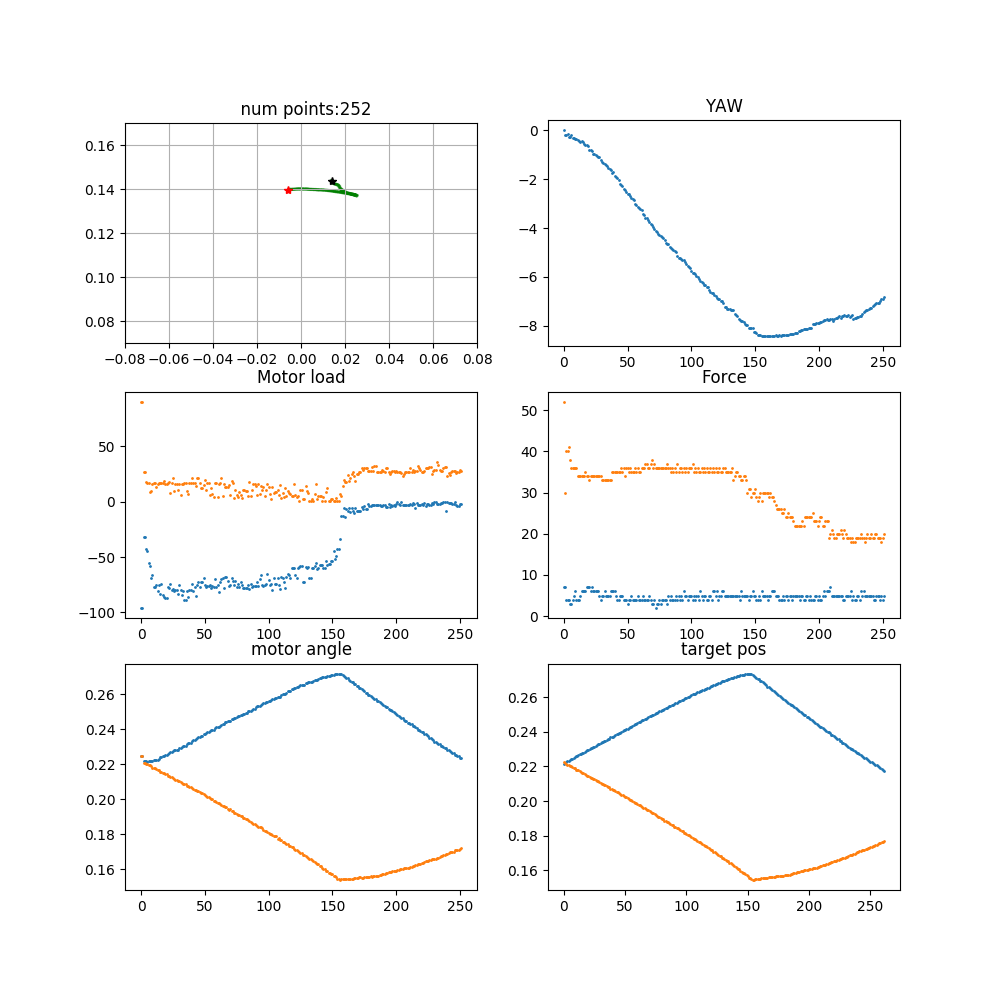 num points:252
0.16
0.14
0.12
0.10
0.08
−0.08 −0.06 −0.04 −0.02 0.00 0.02 0.04 0.06 0.08
YAW
0
−2
−4
−6
−8
0 50 100 150 200 250
Motor load
50
0
−50
−100
0 50 100 150 200 250
Force
50
40
30
20
10
0
0 50 100 150 200 250
motor angle
0.26
0.24
0.22
0.20
0.18
0.16
0 50 100 150 200 250
target pos
0.26
0.24
0.22
0.20
0.18
0.16
0 50 100 150 200 250